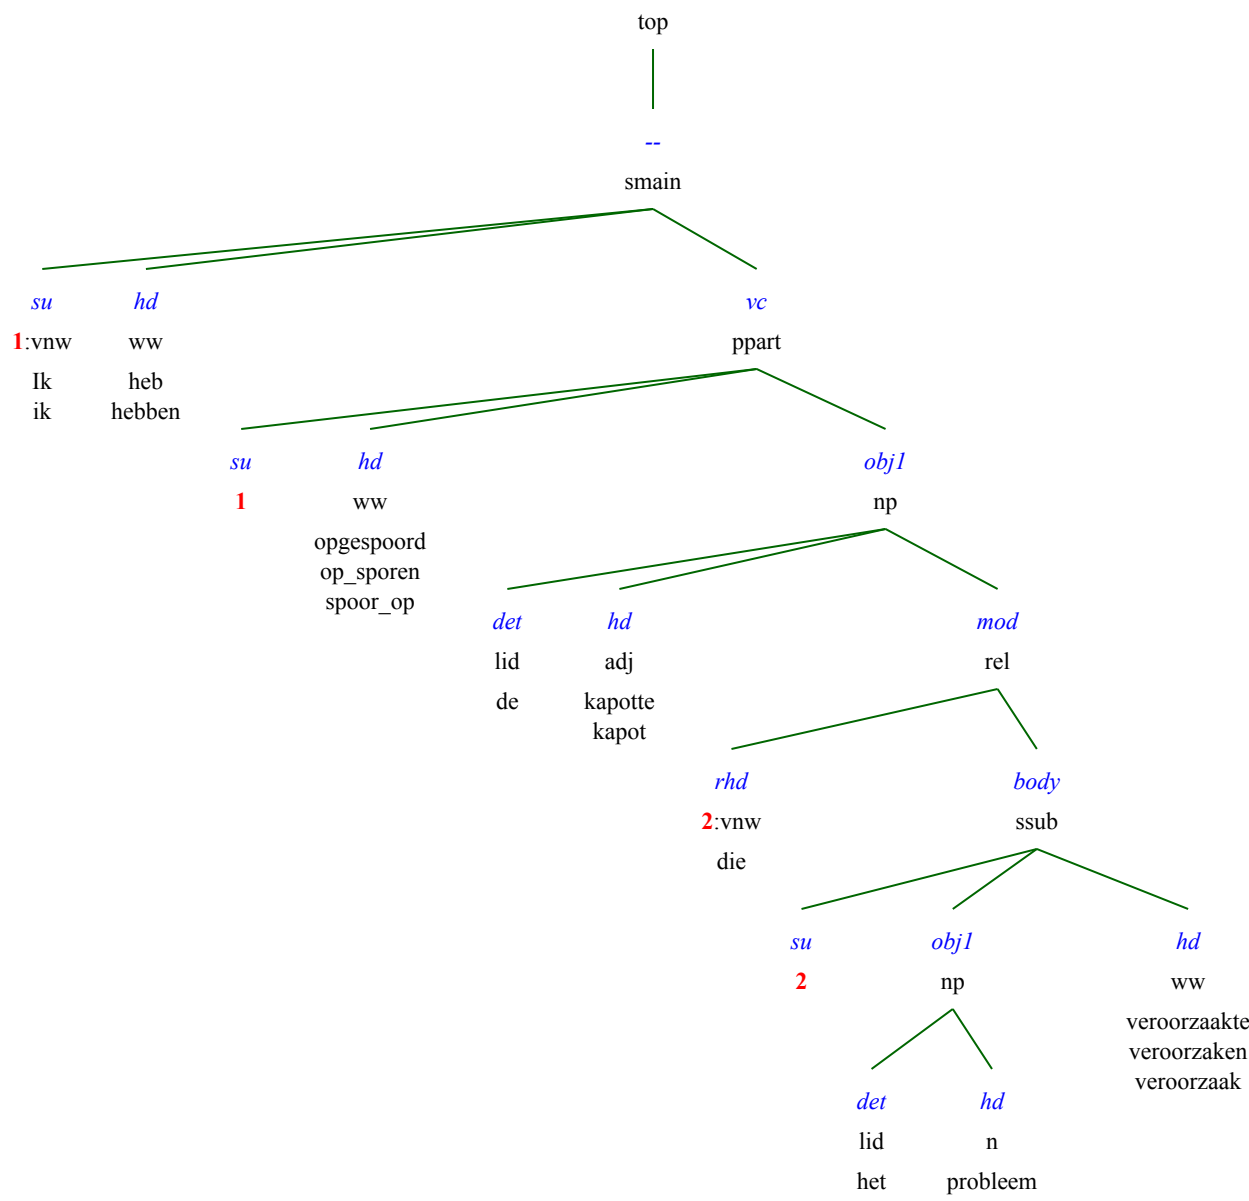 top
--
smain
su hd vc
1:vnw ww ppart
Ik heb
ik hebben
su hd obj1
1 ww np
opgespoord
op_sporen
spoor_op
det hd mod
lid adj rel
de kapotte
kapot
rhd body
2:vnw ssub
die
su obj1 hd
2 np ww
veroorzaakte
veroorzaken
veroorzaak
det hd
lid n
het probleem